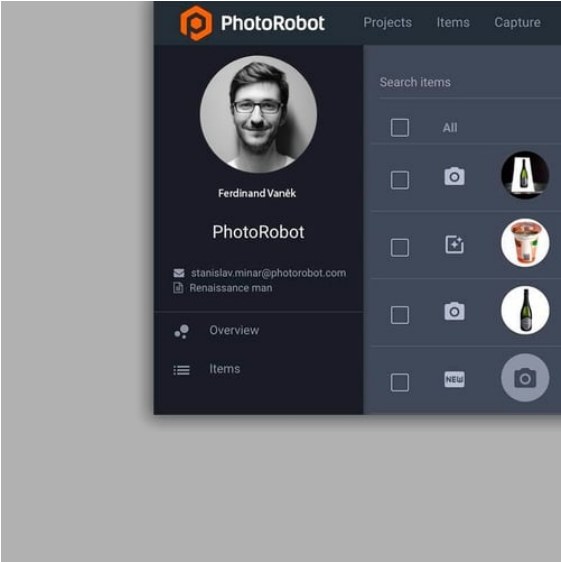 PhotoRobot Projects Items Capture
Search items
All
Ferdinand Vaněk
PhotoRobot
stanislav.minar@photorobot.com
Renaissance man
Overview
Items
NEW